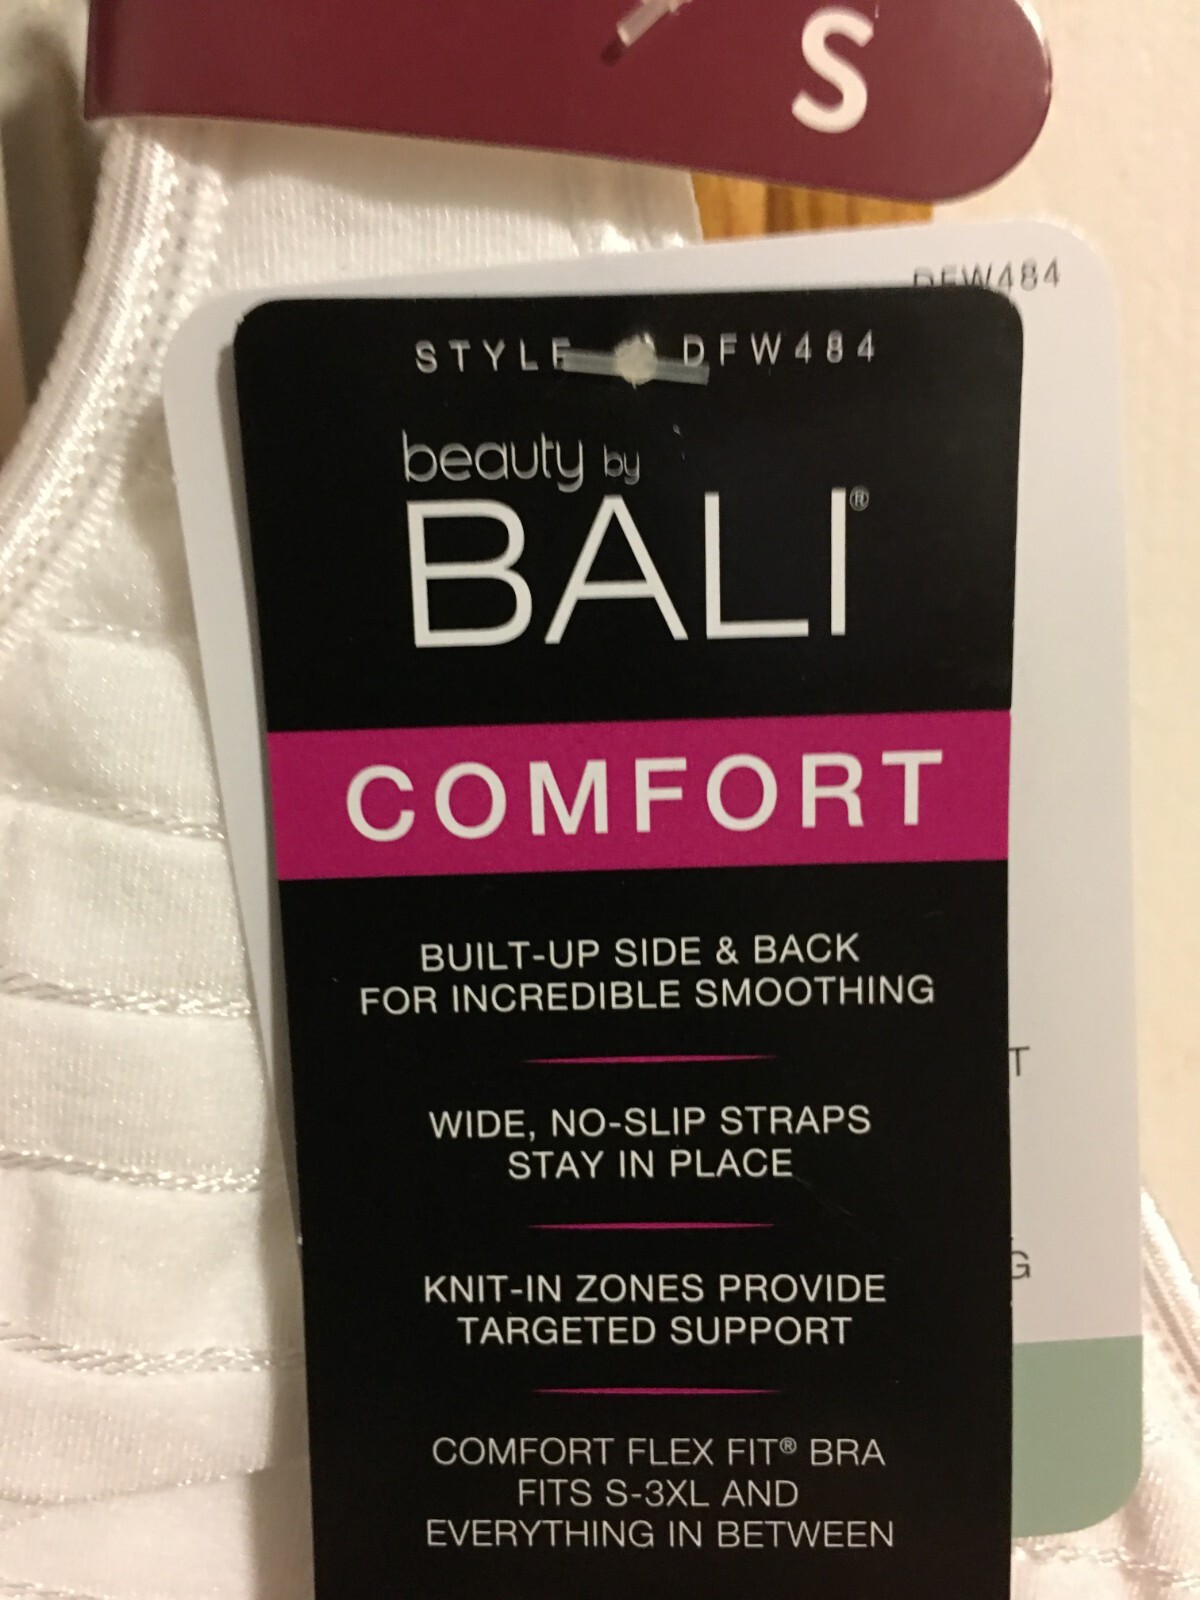 S
DFW484
STYLE DFW484
beauty by
BALI®
COMFORT
BUILT-UP SIDE & BACK
FOR INCREDIBLE SMOOTHING
WIDE, NO-SLIP STRAPS
STAY IN PLACE
KNIT-IN ZONES PROVIDE
TARGETED SUPPORT
COMFORT FLEX FIT® BRA
FITS S-3XL AND
EVERYTHING IN BETWEEN
T
G